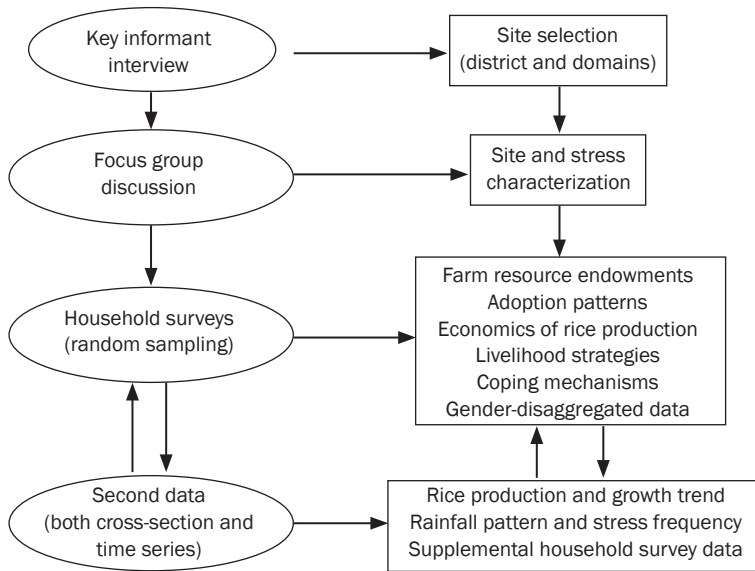 Key informant
interview
Site selection
(district and domains)
Focus group
discussion
Site and stress
characterization
Household surveys
(random sampling)
Farm resource endowments
Adoption patterns
Economics of rice production
Livelihood strategies
Coping mechanisms
Gender-disaggregated data
Second data
(both cross-section and
time series)
Rice production and growth trend
Rainfall pattern and stress frequency
Supplemental household survey data